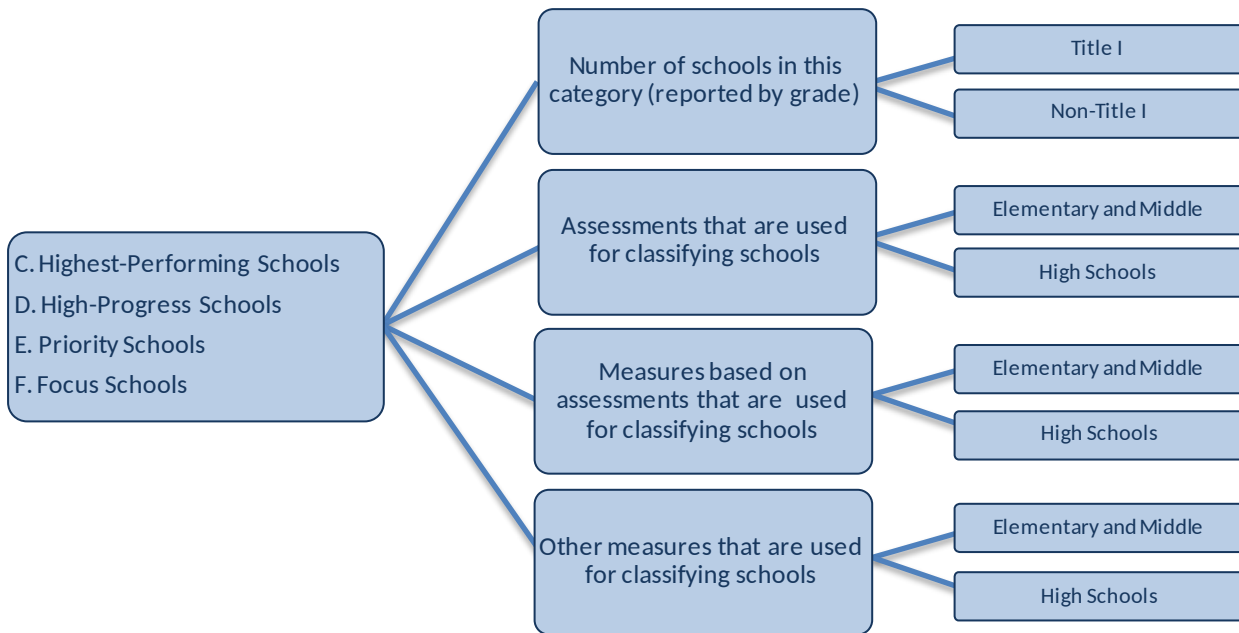 C. Highest-Performing Schools
D. High-Progress Schools
E. Priority Schools
F. Focus Schools
Number of schools in this
category (reported by grade)
Title I
Non-Title I
Assessments that are used
for classifying schools
Elementary and Middle
High Schools
Measures based on
assessments that are used
for classifying schools
Elementary and Middle
High Schools
Other measures that are used
for classifying schools
Elementary and Middle
High Schools